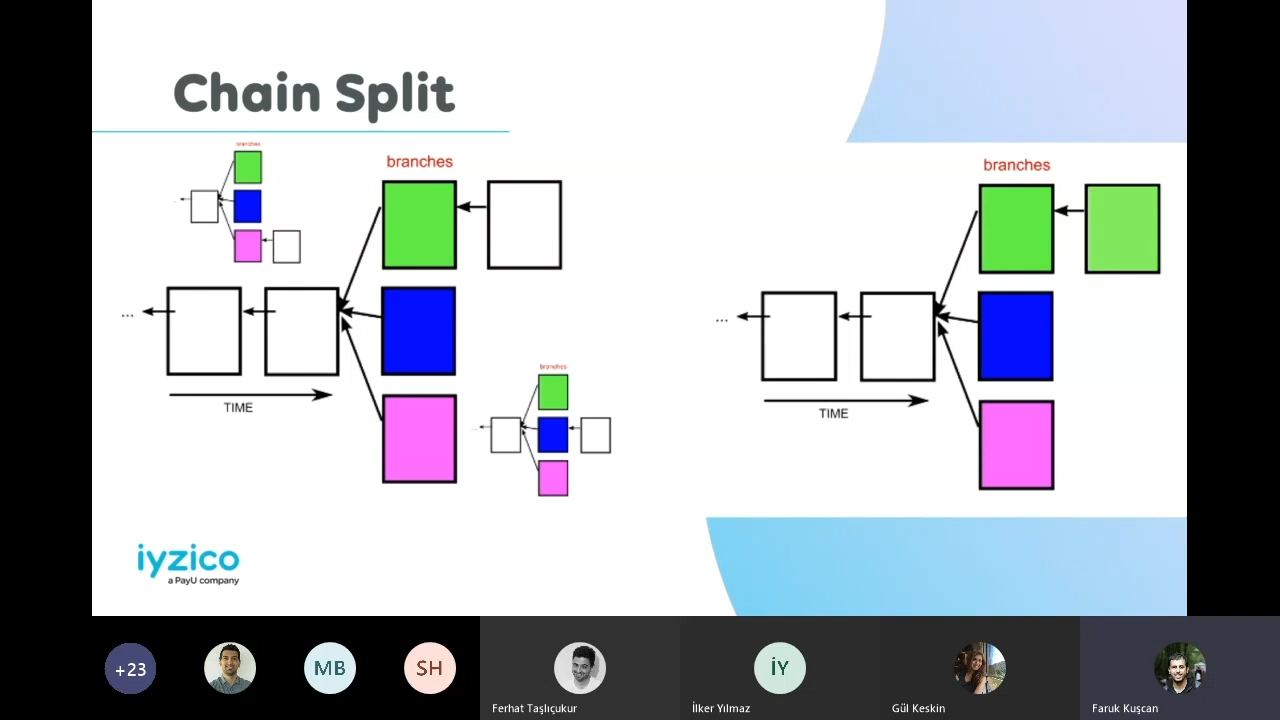 Chain Split
branches
branches
branches
...
...
TIME
TIME
branches
iyzico
a PayU company
+23
MB
SH
İY
Ferhat Taşlıçukur
İlker Yılmaz
Gül Keskin
Faruk Kuşcan